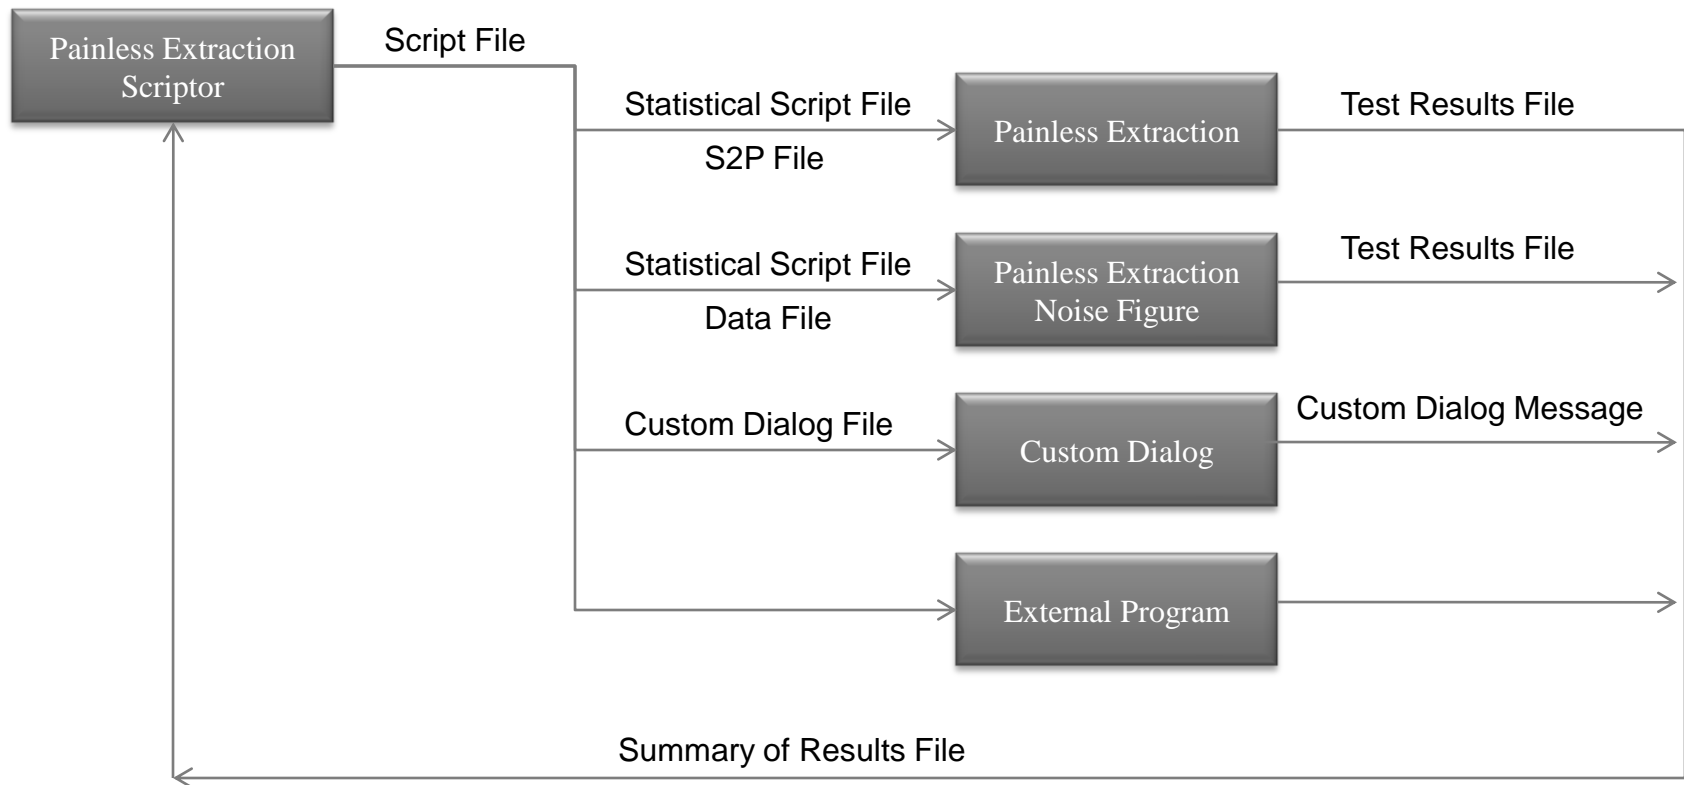 Painless Extraction
Scriptor
Script File
Statistical Script File
S2P File
Painless Extraction
Test Results File
Statistical Script File
Data File
Painless Extraction
Noise Figure
Test Results File
Custom Dialog File
Custom Dialog
Custom Dialog Message
External Program
Summary of Results File